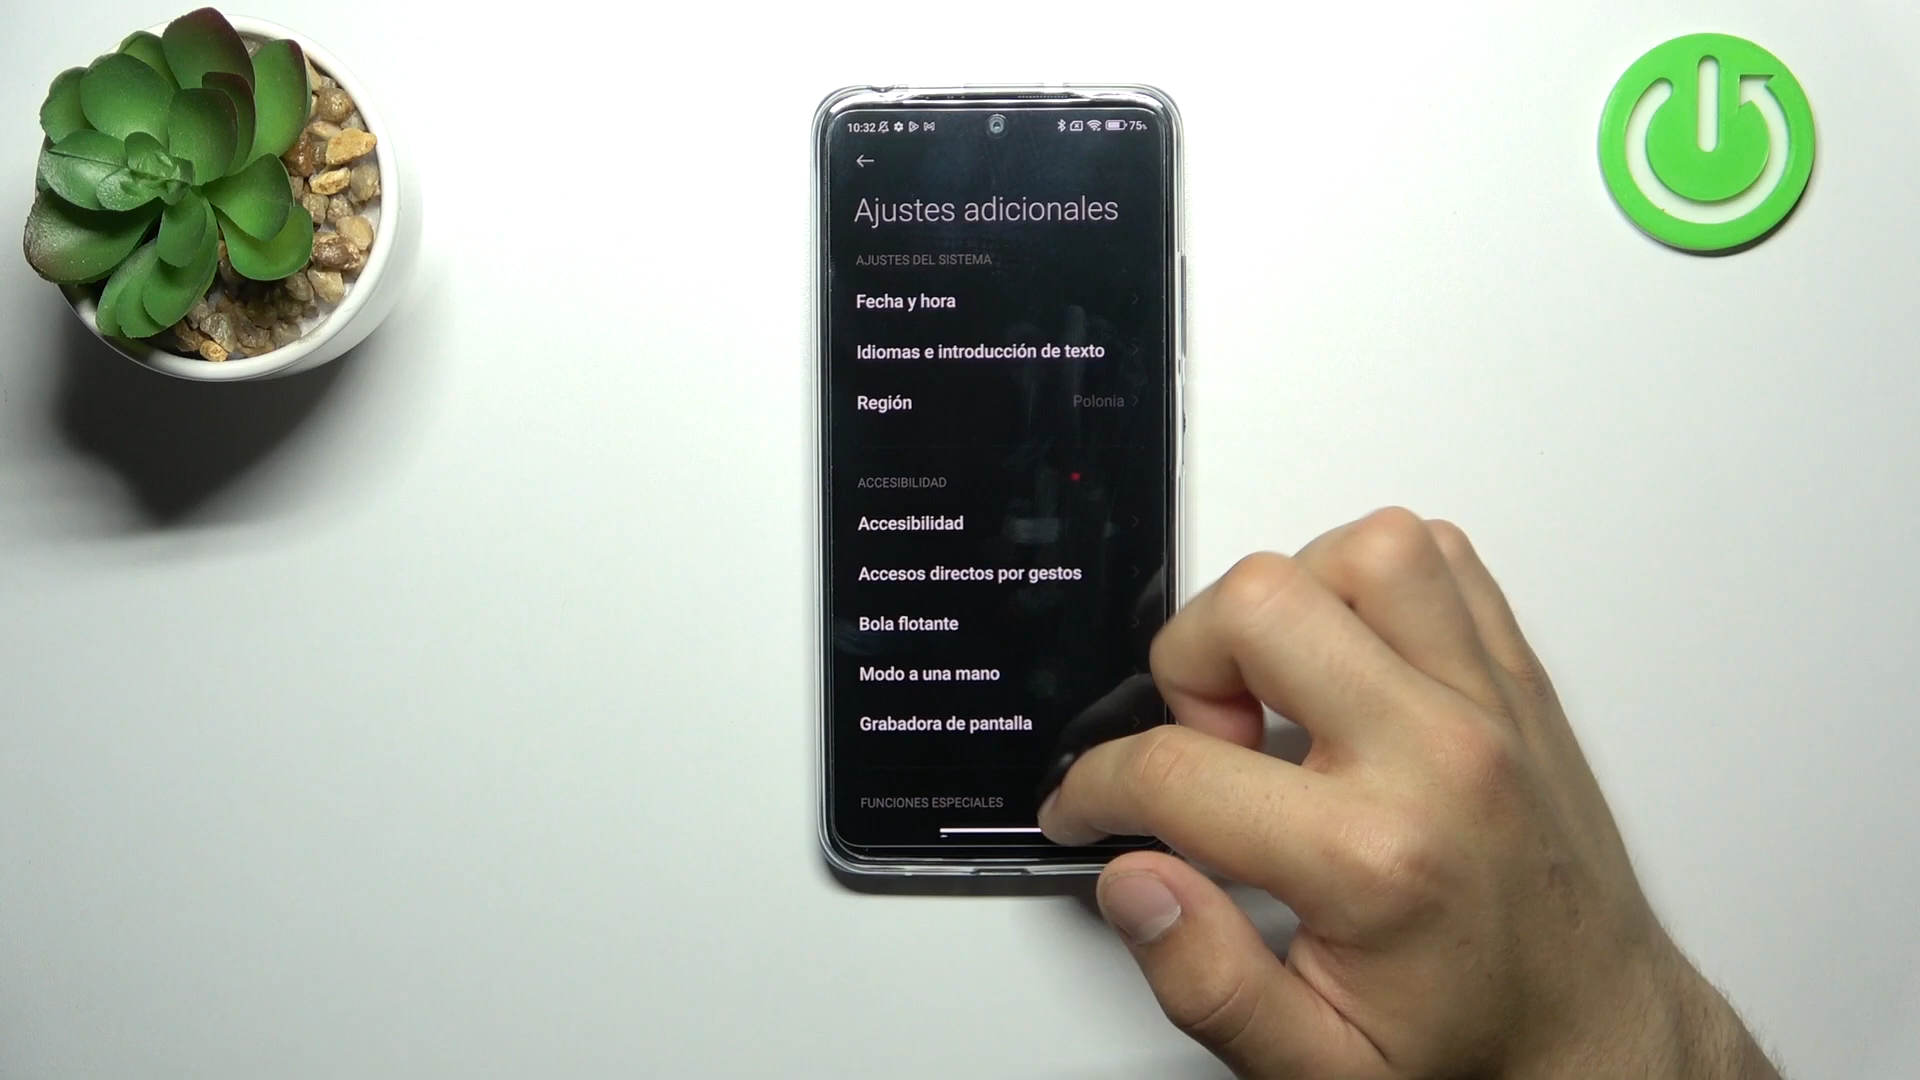 10:32
75%
Ajustes adicionales
AJUSTES DEL SISTEMA
Fecha y hora
Idiomas e introducción de texto
Región Polonia
ACCESIBILIDAD
Accesibilidad
Accesos directos por gestos
Bola flotante
Modo a una mano
Grabadora de pantalla
FUNCIONES ESPECIALES